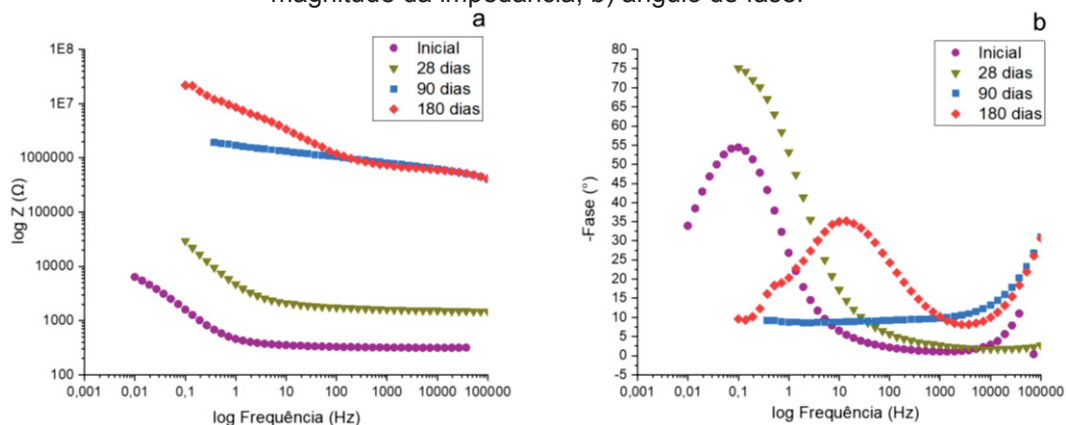 magnitude da impedância; b) ângulo de fase.
a
1E8
1E7
1000000
100000
10000
1000
100
log Z (Ω)
Inicial
28 dias
90 dias
180 dias
0,001 0,01 0,1 1 10 100 1000 10000 100000
log Frequência (Hz)
b
80
75
70
65
60
55
50
45
40
35
30
25
20
15
10
5
0
-5
-Fase (°)
Inicial
28 dias
90 dias
180 dias
0,001 0,01 0,1 1 10 100 1000 10000 100000
log Frequência (Hz)